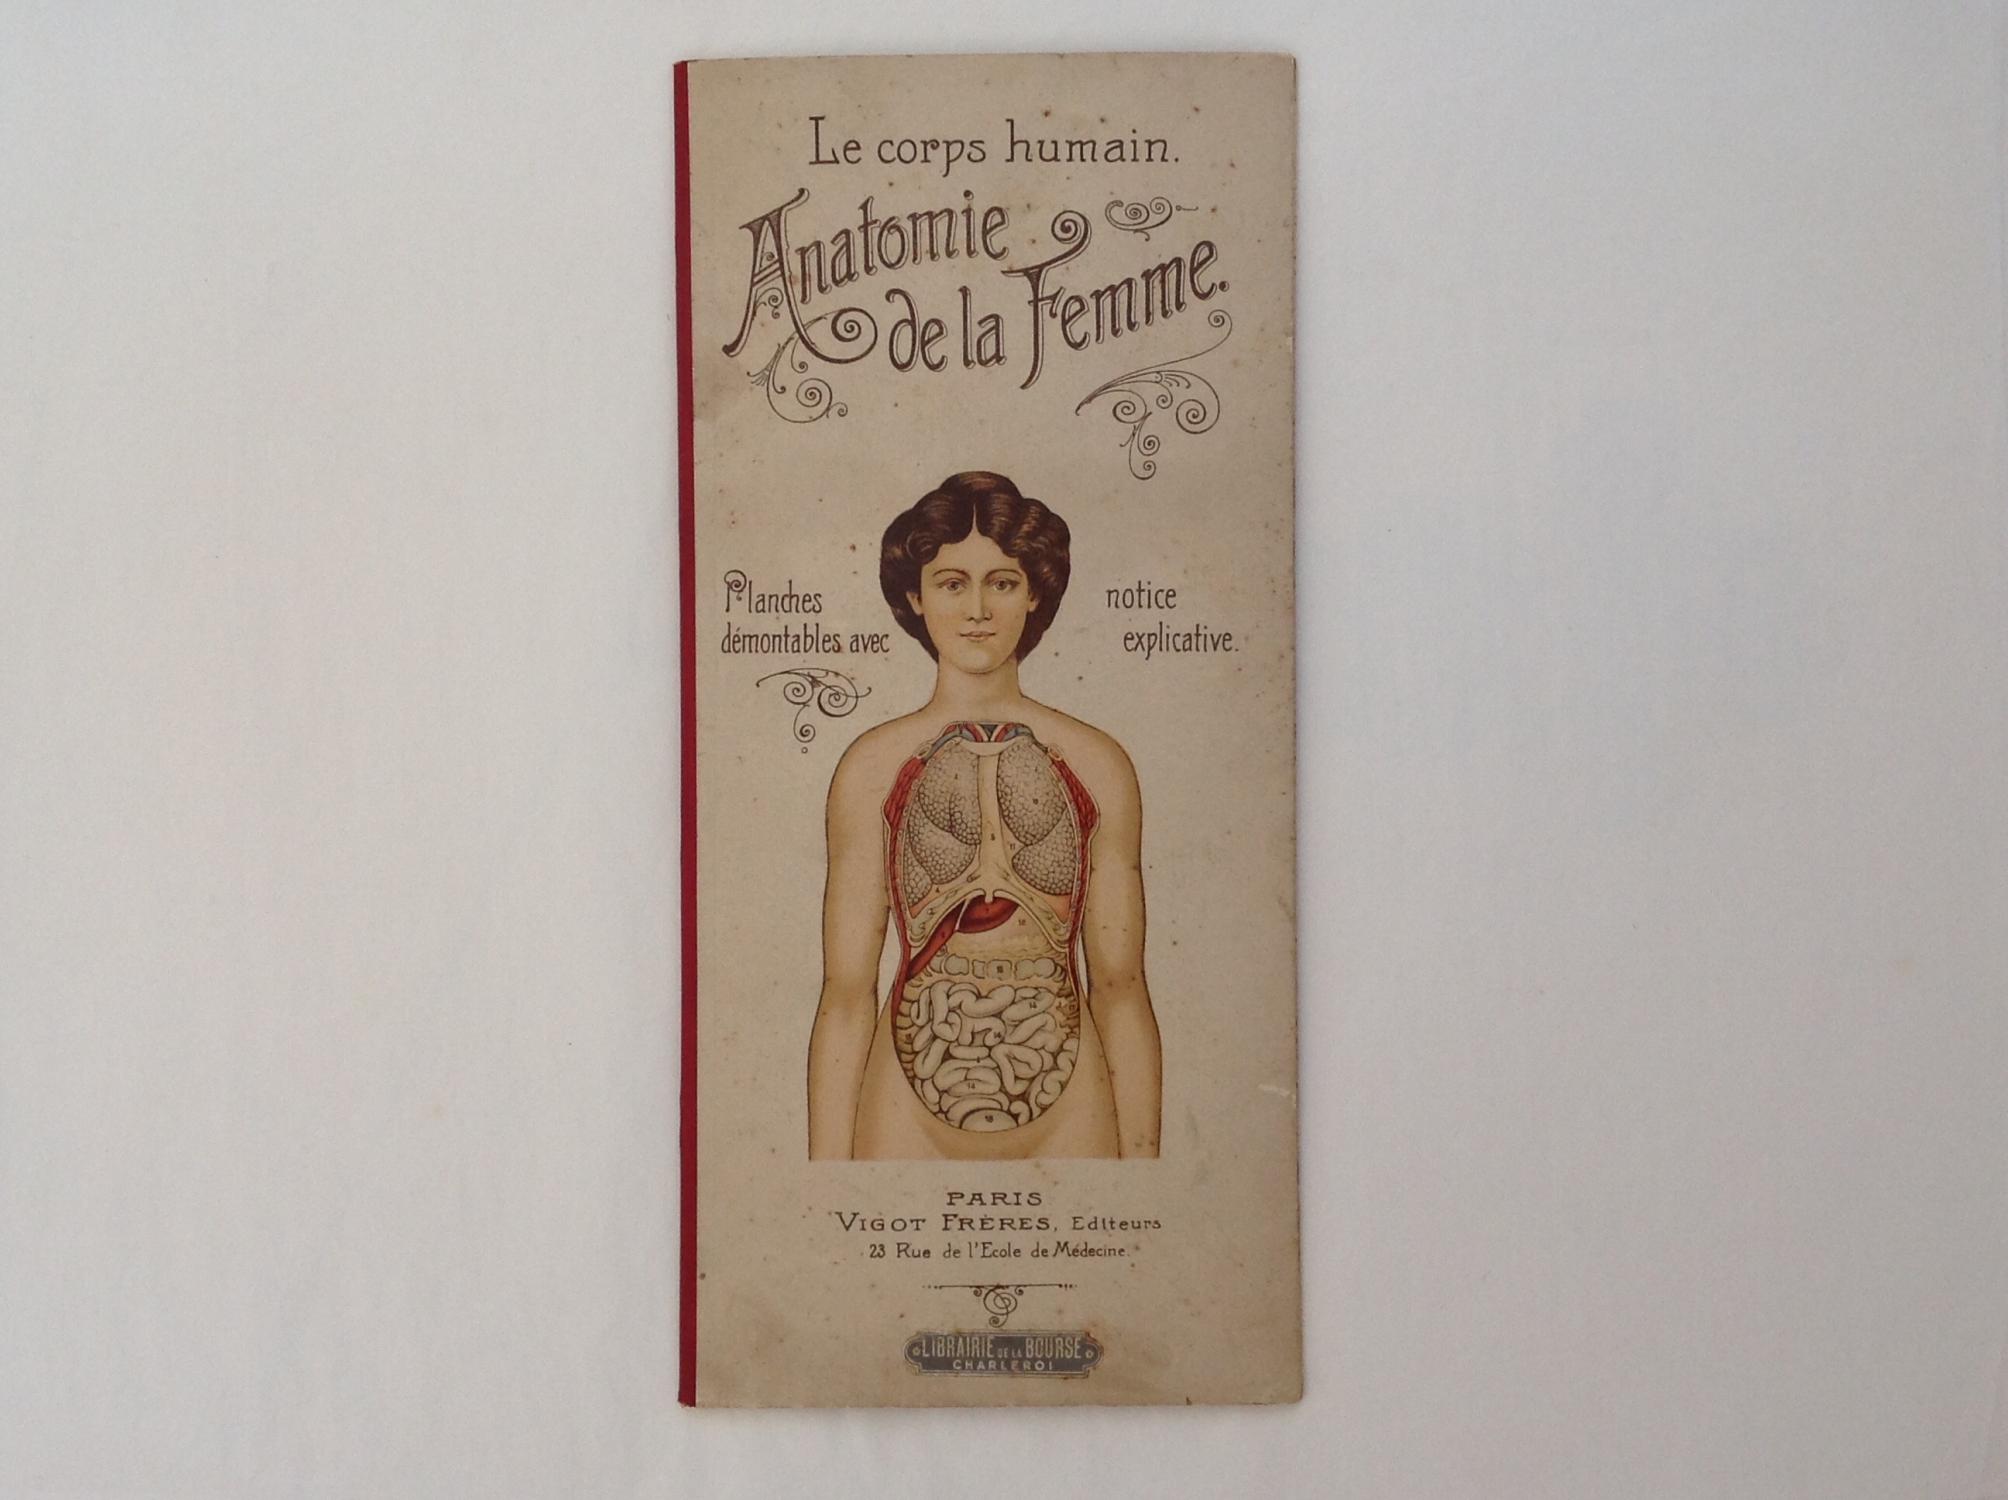 Le corps humain.
Anatomie
de la Femme.
Planches
démontables avec
notice
explicative.
PARIS
VIGOT FRÈRES, Editeurs
23 Rue de l'Ecole de Médecine.
LIBRAIRIE DE LA BOURSE
CHARLEROI